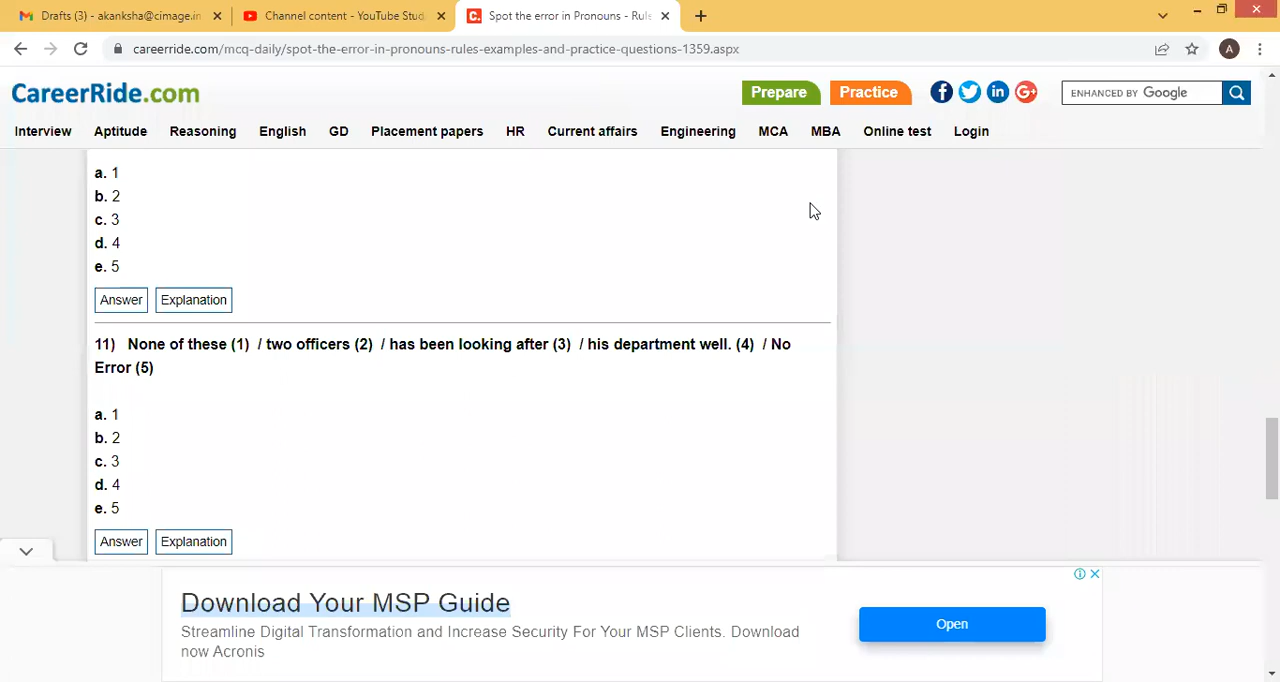 Drafts (3) - akanksha@cimage.in
Channel content - YouTube Stud
Spot the error in Pronouns - Rule
careerride.com/mcq-daily/spot-the-error-in-pronouns-rules-examples-and-practice-questions-1359.aspx
A
CareerRide.com
Prepare
Practice
ENHANCED BY Google
Interview
Aptitude
Reasoning
English
GD
Placement papers
HR
Current affairs
Engineering
MCA
MBA
Online test
Login
a. 1
b. 2
c. 3
d. 4
e. 5
Answer
Explanation
11) None of these (1) / two officers (2) / has been looking after (3) / his department well. (4) / No
Error (5)
a. 1
b. 2
c. 3
d. 4
e. 5
Answer
Explanation
Download Your MSP Guide
Streamline Digital Transformation and Increase Security For Your MSP Clients. Download
now Acronis
Open